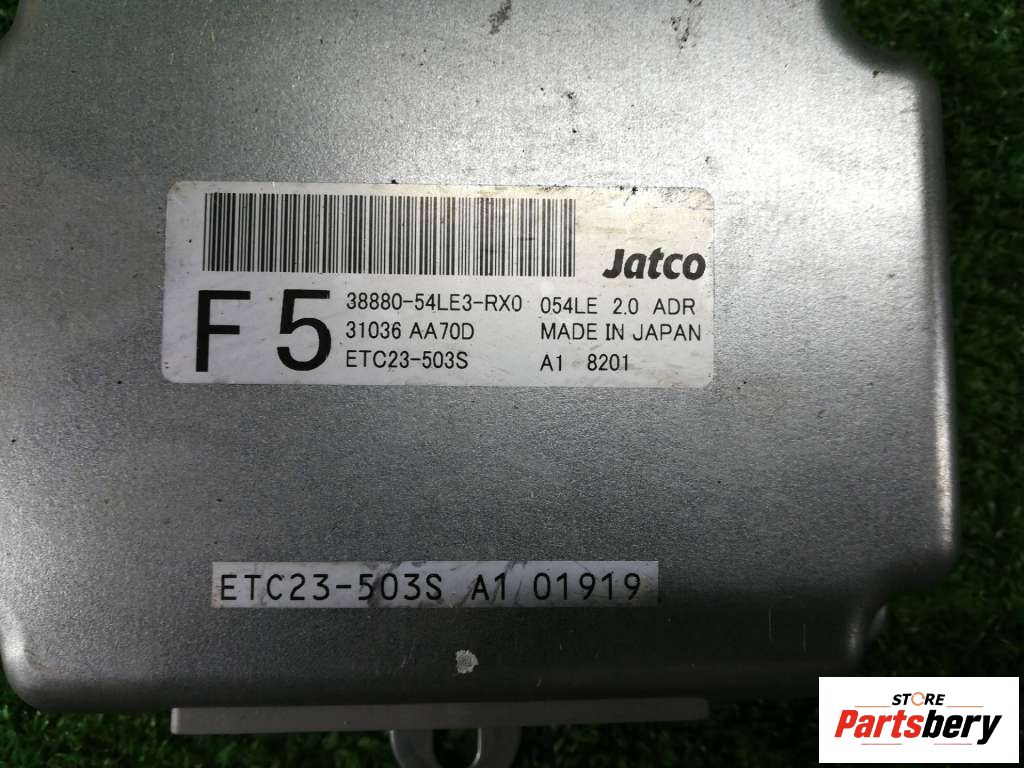 Jatco
F5
38880-54LE3-RX0 054LE 2.0 ADR
31036 AA70D MADE IN JAPAN
ETC23-503S A1 8201
ETC23-503S A1 01919
STORE
Partsbery